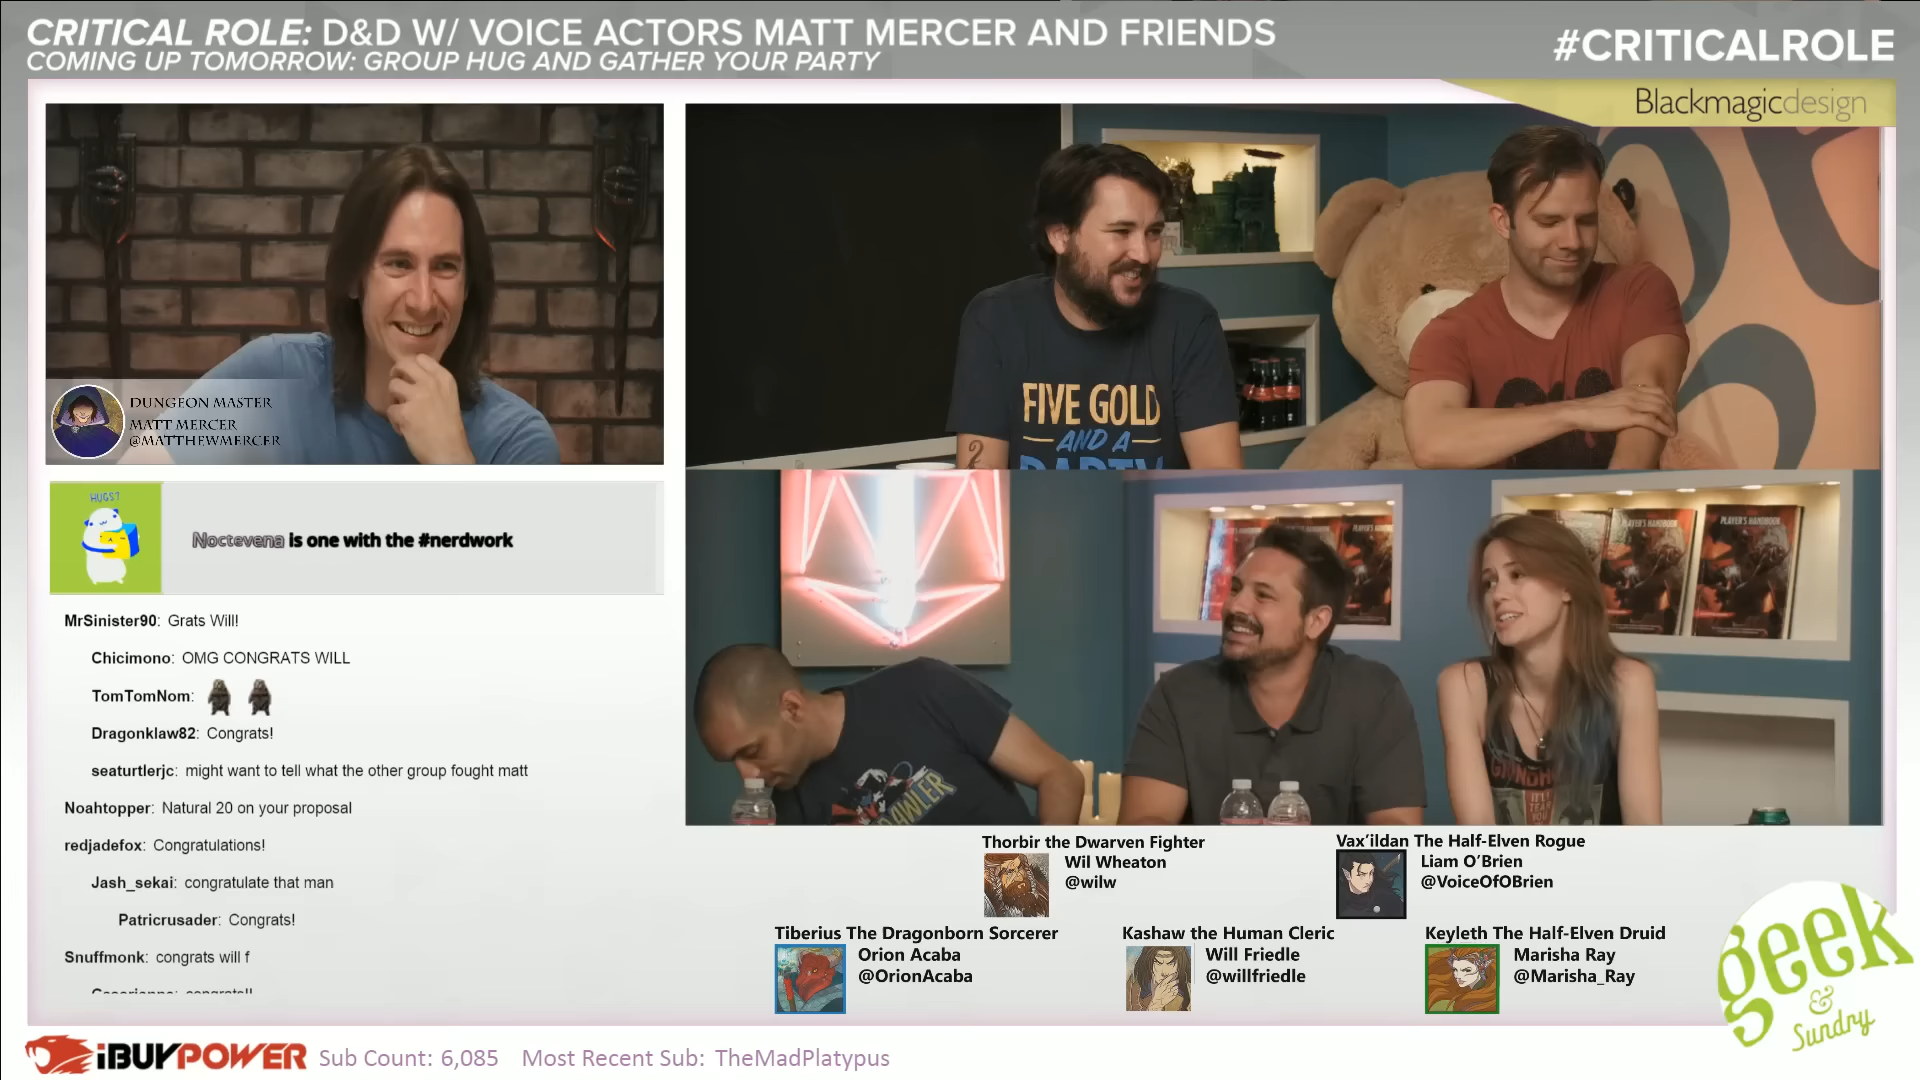 CRITICAL ROLE: D&D W/ VOICE ACTORS MATT MERCER AND FRIENDS
COMING UP TOMORROW: GROUP HUG AND GATHER YOUR PARTY
#CRITICALROLE
Blackmagicdesign
DUNGEON MASTER
MATT MERCER
@MATTHEWMERCER
FIVE GOLD
AND A
PARTY
HUGS?
Noctevena is one with the #nerdwork
MrSinister90: Grats Will!
Chicimono: OMG CONGRATS WILL
TomTomNom:
Dragonklaw82: Congrats!
seaturtlerjc: might want to tell what the other group fought matt
Noahtopper: Natural 20 on your proposal
redjadefox: Congratulations!
Jash_sekai: congratulate that man
Patricrusader: Congrats!
Snuffmonk: congrats will f
PLAYER'S HANDBOOK
PLAYER'S HANDBOOK
Thorbir the Dwarven Fighter
Wil Wheaton
@wilw
Vax'ildan The Half-Elven Rogue
Liam O'Brien
@VoiceOfOBrien
Tiberius The Dragonborn Sorcerer
Orion Acaba
@OrionAcaba
Kashaw the Human Cleric
Will Friedle
@willfriedle
Keyleth The Half-Elven Druid
Marisha Ray
@Marisha_Ray
geek
&
Sundry
iBUYPOWER Sub Count: 6,085 Most Recent Sub: TheMadPlatypus